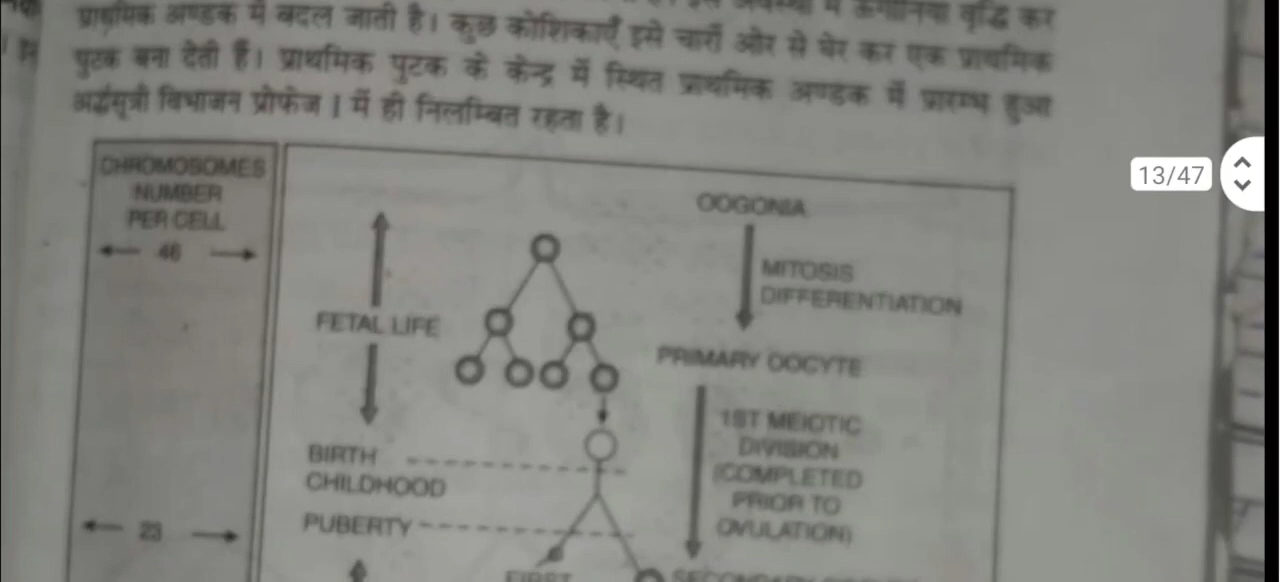 वृद्धि कर
प्राथमिक अण्डक में बदल जाती है। कुछ कोशिकाएँ इसे चारों ओर से घेर कर एक प्राथमिक
पुटक बना देती हैं। प्राथमिक पुटक के केन्द्र में स्थित प्राथमिक अण्डक में प्रारम्भ हुआ
अर्द्धसूत्री विभाजन प्रोफेज I में ही निलम्बित रहता है।
CHROMOSOMES
NUMBER
PER CELL
46
23
FETAL LIFE
BIRTH
CHILDHOOD
PUBERTY
FIRST
OOGONIA
MITOSIS
DIFFERENTIATION
PRIMARY OOCYTE
1ST MEIOTIC
DIVISION
(COMPLETED
PRIOR TO
OVULATION)
13/47